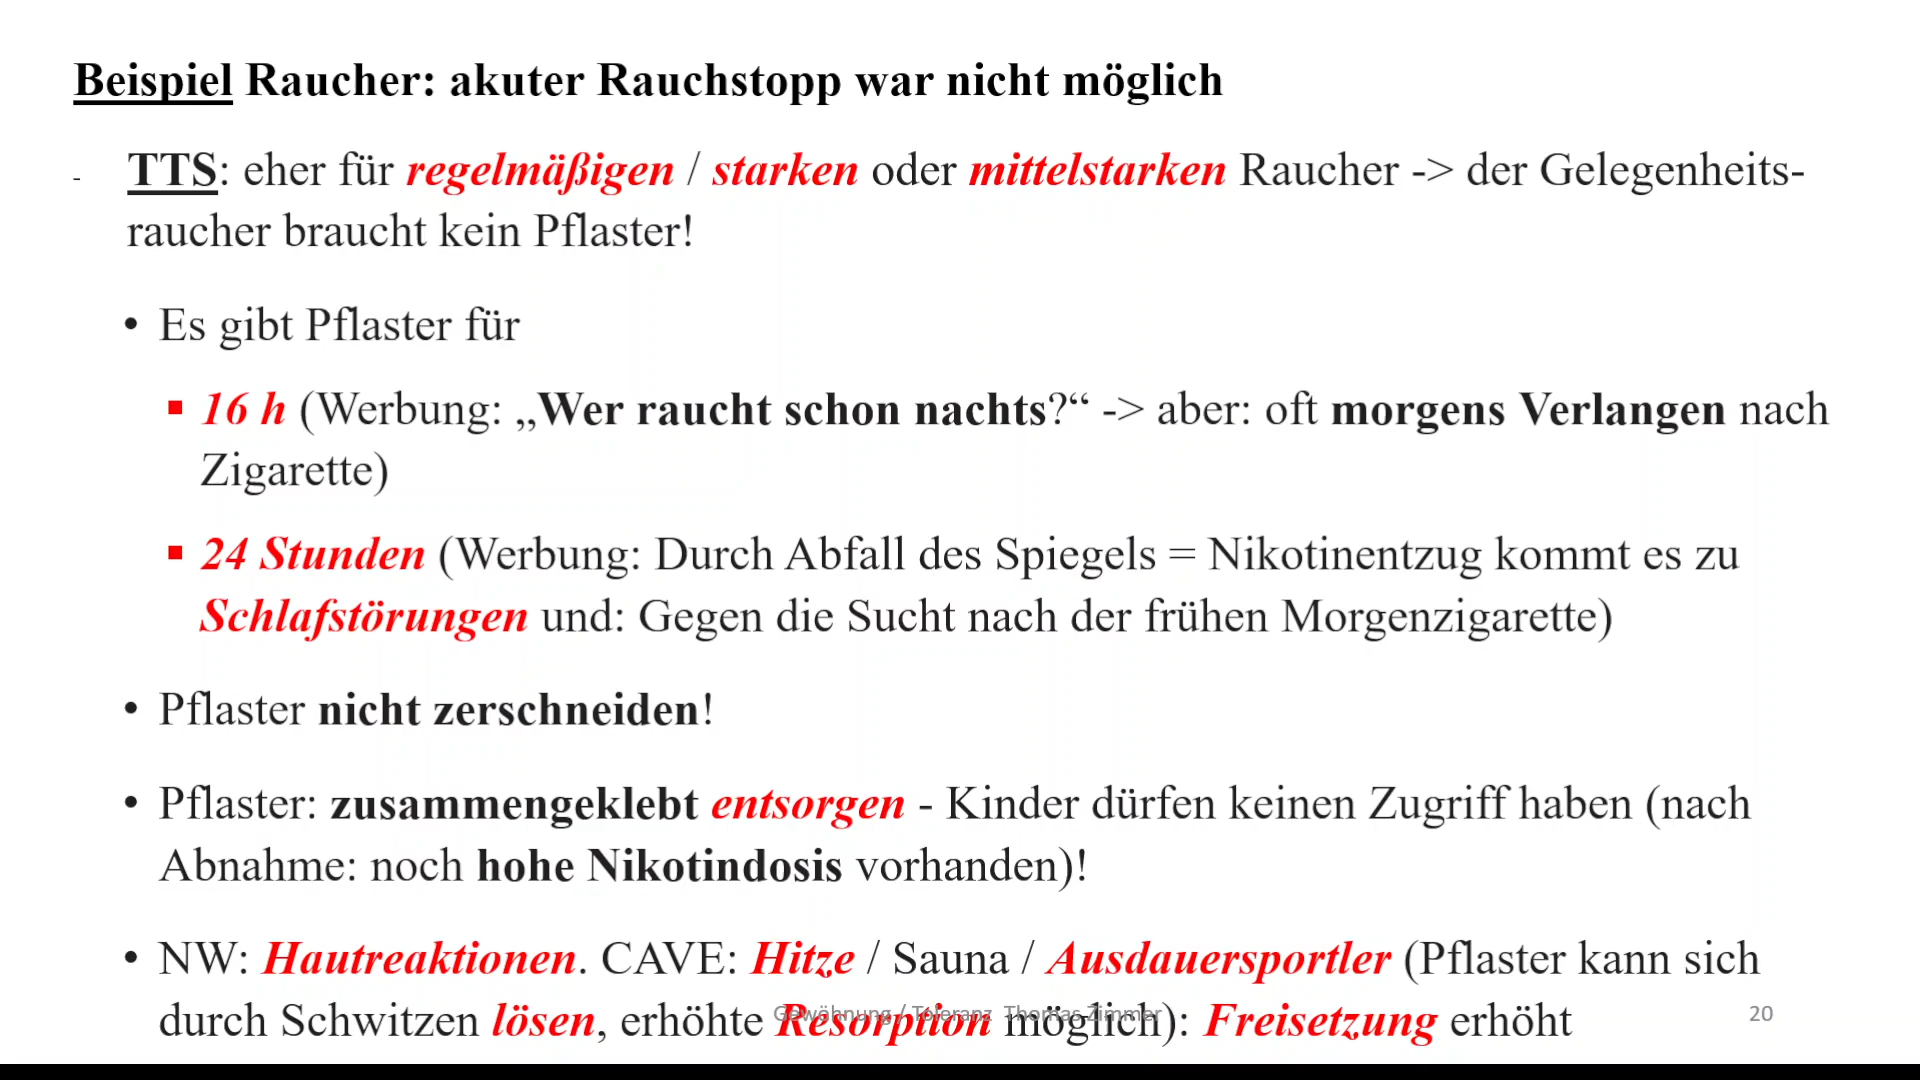 Beispiel Raucher: akuter Rauchstopp war nicht möglich
- TTS: eher für regelmäßigen / starken oder mittelstarken Raucher -> der Gelegenheits-
raucher braucht kein Pflaster!
• Es gibt Pflaster für
▪ 16 h (Werbung: „Wer raucht schon nachts?“ -> aber: oft morgens Verlangen nach
Zigarette)
▪ 24 Stunden (Werbung: Durch Abfall des Spiegels = Nikotinentzug kommt es zu
Schlafstörungen und: Gegen die Sucht nach der frühen Morgenzigarette)
• Pflaster nicht zerschneiden!
• Pflaster: zusammengeklebt entsorgen - Kinder dürfen keinen Zugriff haben (nach
Abnahme: noch hohe Nikotindosis vorhanden)!
• NW: Hautreaktionen. CAVE: Hitze / Sauna / Ausdauersportler (Pflaster kann sich
durch Schwitzen lösen, erhöhte Resorption möglich): Freisetzung erhöht
Gewöhnung / Toleranz Thomas Zimmer
20